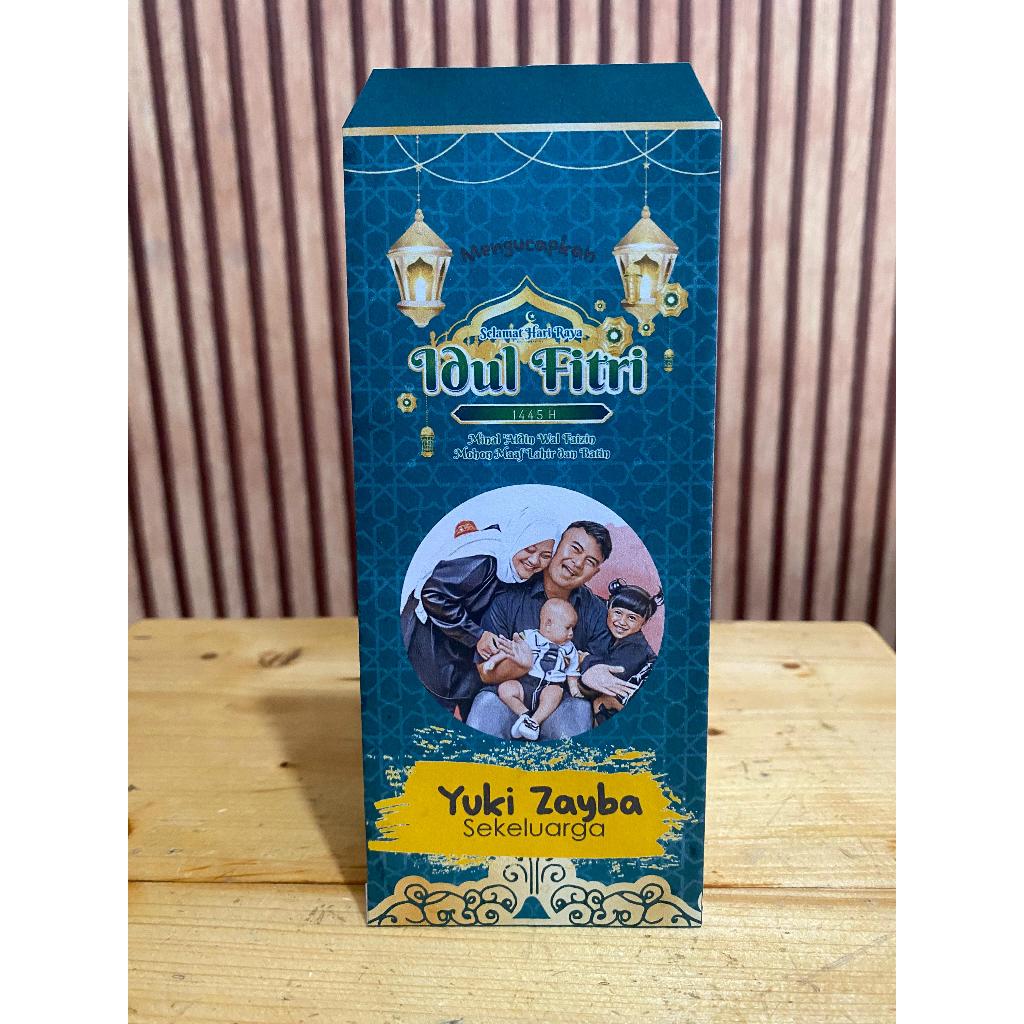 Mengucapkan
Selamat Hari Raya
Idul Fitri
1445 H
Minal 'Aidin Wal Faizin
Mohon Maaf Lahir dan Batin
Yuki Zayba
Sekeluarga